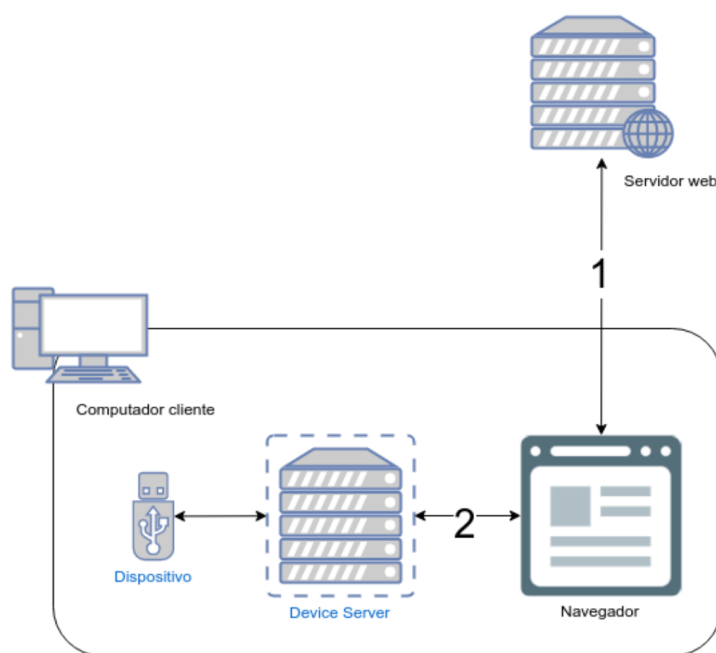 Servidor web
1
Computador cliente
2
Dispositivo
Device Server
Navegador